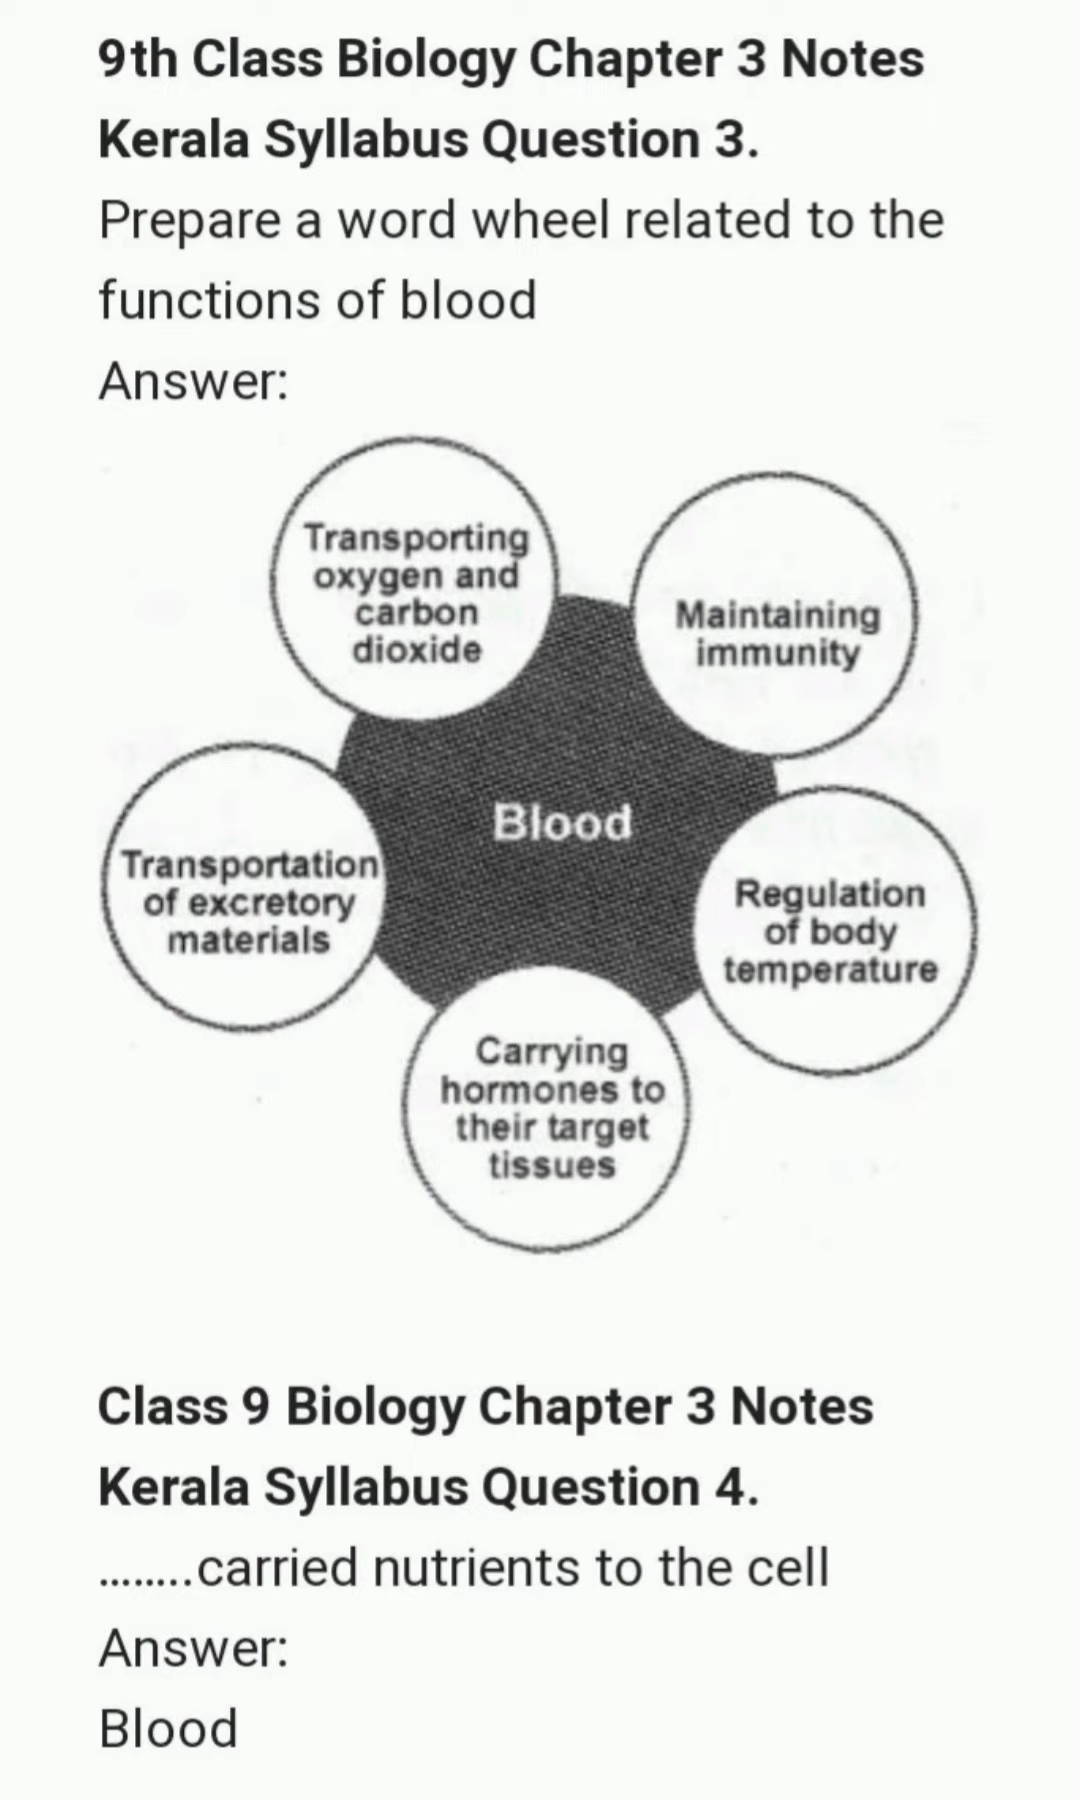 9th Class Biology Chapter 3 Notes
Kerala Syllabus Question 3.
Prepare a word wheel related to the
functions of blood
Answer:
Transporting
oxygen and
carbon
dioxide
Maintaining
immunity
Blood
Transportation
of excretory
materials
Regulation
of body
temperature
Carrying
hormones to
their target
tissues
Class 9 Biology Chapter 3 Notes
Kerala Syllabus Question 4.
........carried nutrients to the cell
Answer:
Blood